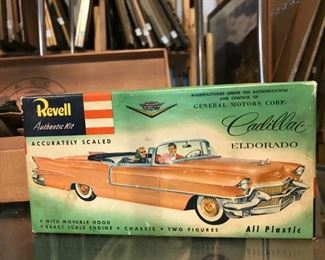 Revell
Authentic Kit
ACCURATELY SCALED
MANUFACTURED UNDER THE AUTHORIZATION
AND CONTROL OF
GENERAL MOTORS CORP.
Cadillac
ELDORADO
• WITH MOVABLE HOOD
• EXACT SCALE ENGINE • CHASSIS • TWO FIGURES
All Plastic